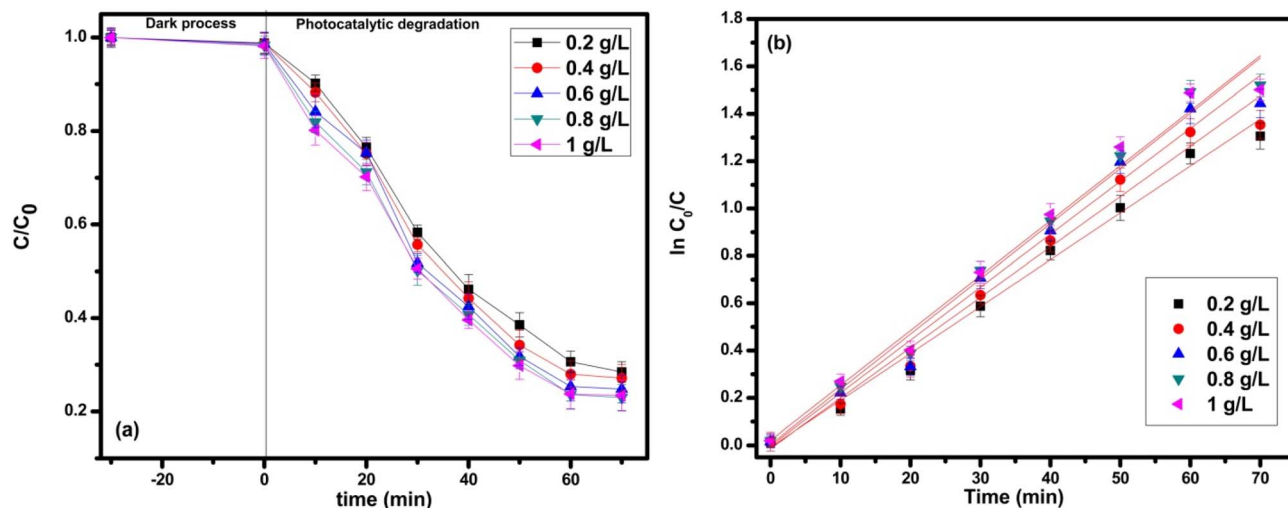 Dark process
Photocatalytic degradation
1.0
0.8
0.6
0.4
0.2
C/C0
0.2 g/L
0.4 g/L
0.6 g/L
0.8 g/L
1 g/L
(a)
-20
0
20
40
60
time (min)
(b)
1.8
1.6
1.4
1.2
1.0
0.8
0.6
0.4
0.2
0.0
ln C0/C
0.2 g/L
0.4 g/L
0.6 g/L
0.8 g/L
1 g/L
0
10
20
30
40
50
60
70
Time (min)